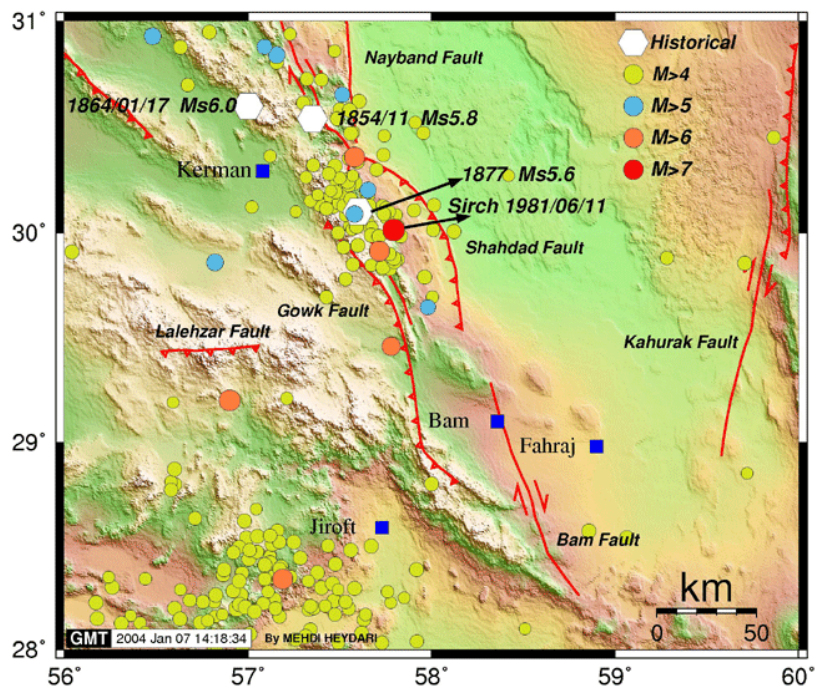 31°
Nayband Fault
Historical
M>4
1864/01/17 Ms6.0
1854/11 Ms5.8
M>5
M>6
Kerman
1877 Ms5.6
M>7
Sirch 1981/06/11
Shahdad Fault
30°
Gowk Fault
Lalehzar Fault
Kahurak Fault
Bam
29°
Fahraj
Jiroft
Bam Fault
km
0 50
GMT 2004 Jan 07 14:18:34 By MEHDI HEYDARI
28°
56° 57° 58° 59° 60°